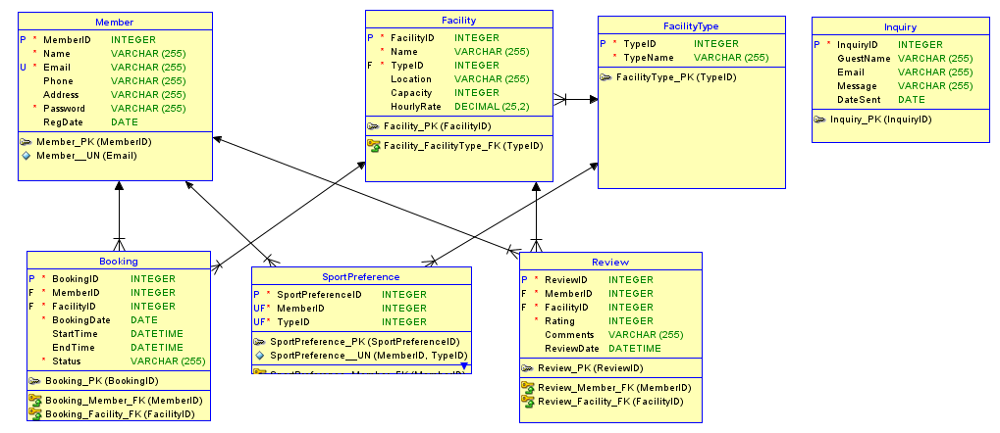 Member
P * MemberID INTEGER
* Name VARCHAR (255)
U * Email VARCHAR (255)
Phone VARCHAR (255)
Address VARCHAR (255)
* Password VARCHAR (255)
RegDate DATE
Member_PK (MemberID)
Member__UN (Email)
Facility
P * FacilityID INTEGER
* Name VARCHAR (255)
F * TypeID INTEGER
Location VARCHAR (255)
Capacity INTEGER
HourlyRate DECIMAL (25,2)
Facility_PK (FacilityID)
Facility_FacilityType_FK (TypeID)
FacilityType
P * TypeID INTEGER
* TypeName VARCHAR (255)
FacilityType_PK (TypeID)
Inquiry
P * InquiryID INTEGER
GuestName VARCHAR (255)
Email VARCHAR (255)
Message VARCHAR (255)
DateSent DATE
Inquiry_PK (InquiryID)
Booking
P * BookingID INTEGER
F * MemberID INTEGER
F * FacilityID INTEGER
* BookingDate DATE
StartTime DATETIME
EndTime DATETIME
* Status VARCHAR (255)
Booking_PK (BookingID)
Booking_Member_FK (MemberID)
Booking_Facility_FK (FacilityID)
SportPreference
P * SportPreferenceID INTEGER
UF * MemberID INTEGER
UF * TypeID INTEGER
SportPreference_PK (SportPreferenceID)
SportPreference__UN (MemberID, TypeID)
SportPreference_Member_FK (MemberID)
Review
P * ReviewID INTEGER
F * MemberID INTEGER
F * FacilityID INTEGER
* Rating INTEGER
Comments VARCHAR (255)
ReviewDate DATETIME
Review_PK (ReviewID)
Review_Member_FK (MemberID)
Review_Facility_FK (FacilityID)